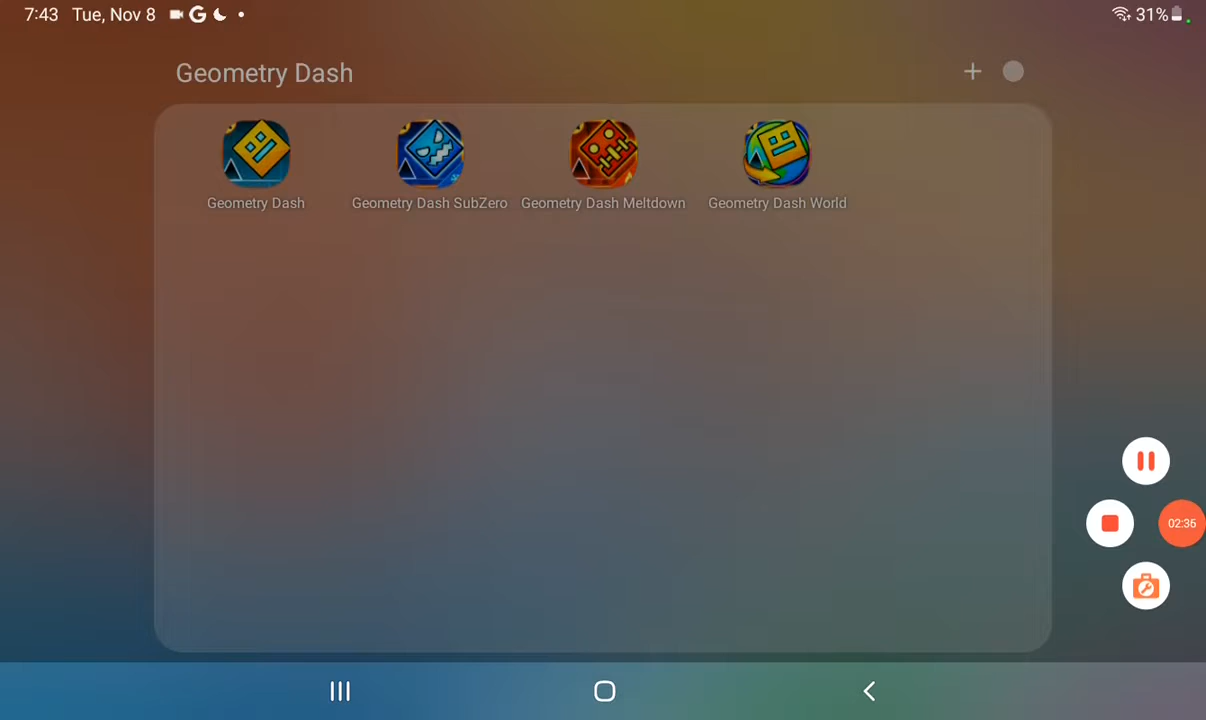 7:43 Tue, Nov 8 31%
Geometry Dash
Geometry Dash Geometry Dash SubZero Geometry Dash Meltdown Geometry Dash World
02:35